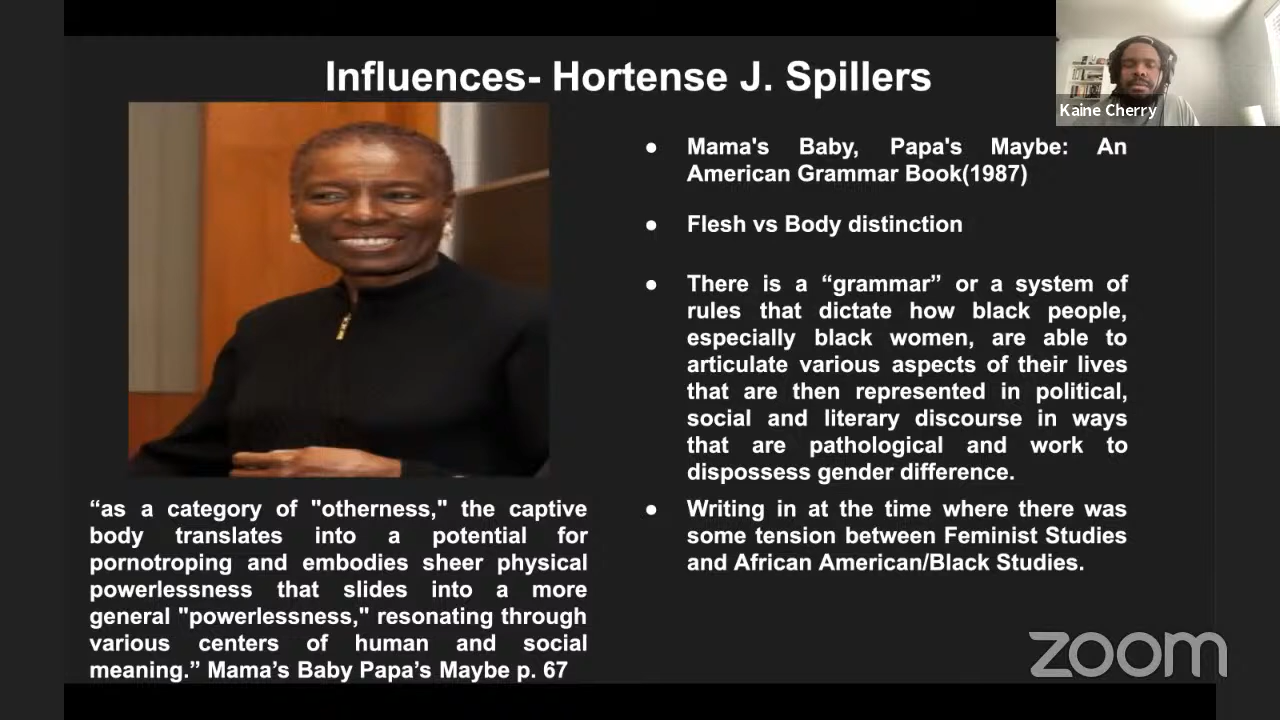 Influences- Hortense J. Spillers
Kaine Cherry
● Mama's Baby, Papa's Maybe: An
American Grammar Book(1987)
● Flesh vs Body distinction
● There is a “grammar” or a system of
rules that dictate how black people,
especially black women, are able to
articulate various aspects of their lives
that are then represented in political,
social and literary discourse in ways
that are pathological and work to
dispossess gender difference.
● Writing in at the time where there was
some tension between Feminist Studies
and African American/Black Studies.
“as a category of "otherness," the captive
body translates into a potential for
pornotroping and embodies sheer physical
powerlessness that slides into a more
general "powerlessness," resonating through
various centers of human and social
meaning.” Mama’s Baby Papa’s Maybe p. 67
zoom